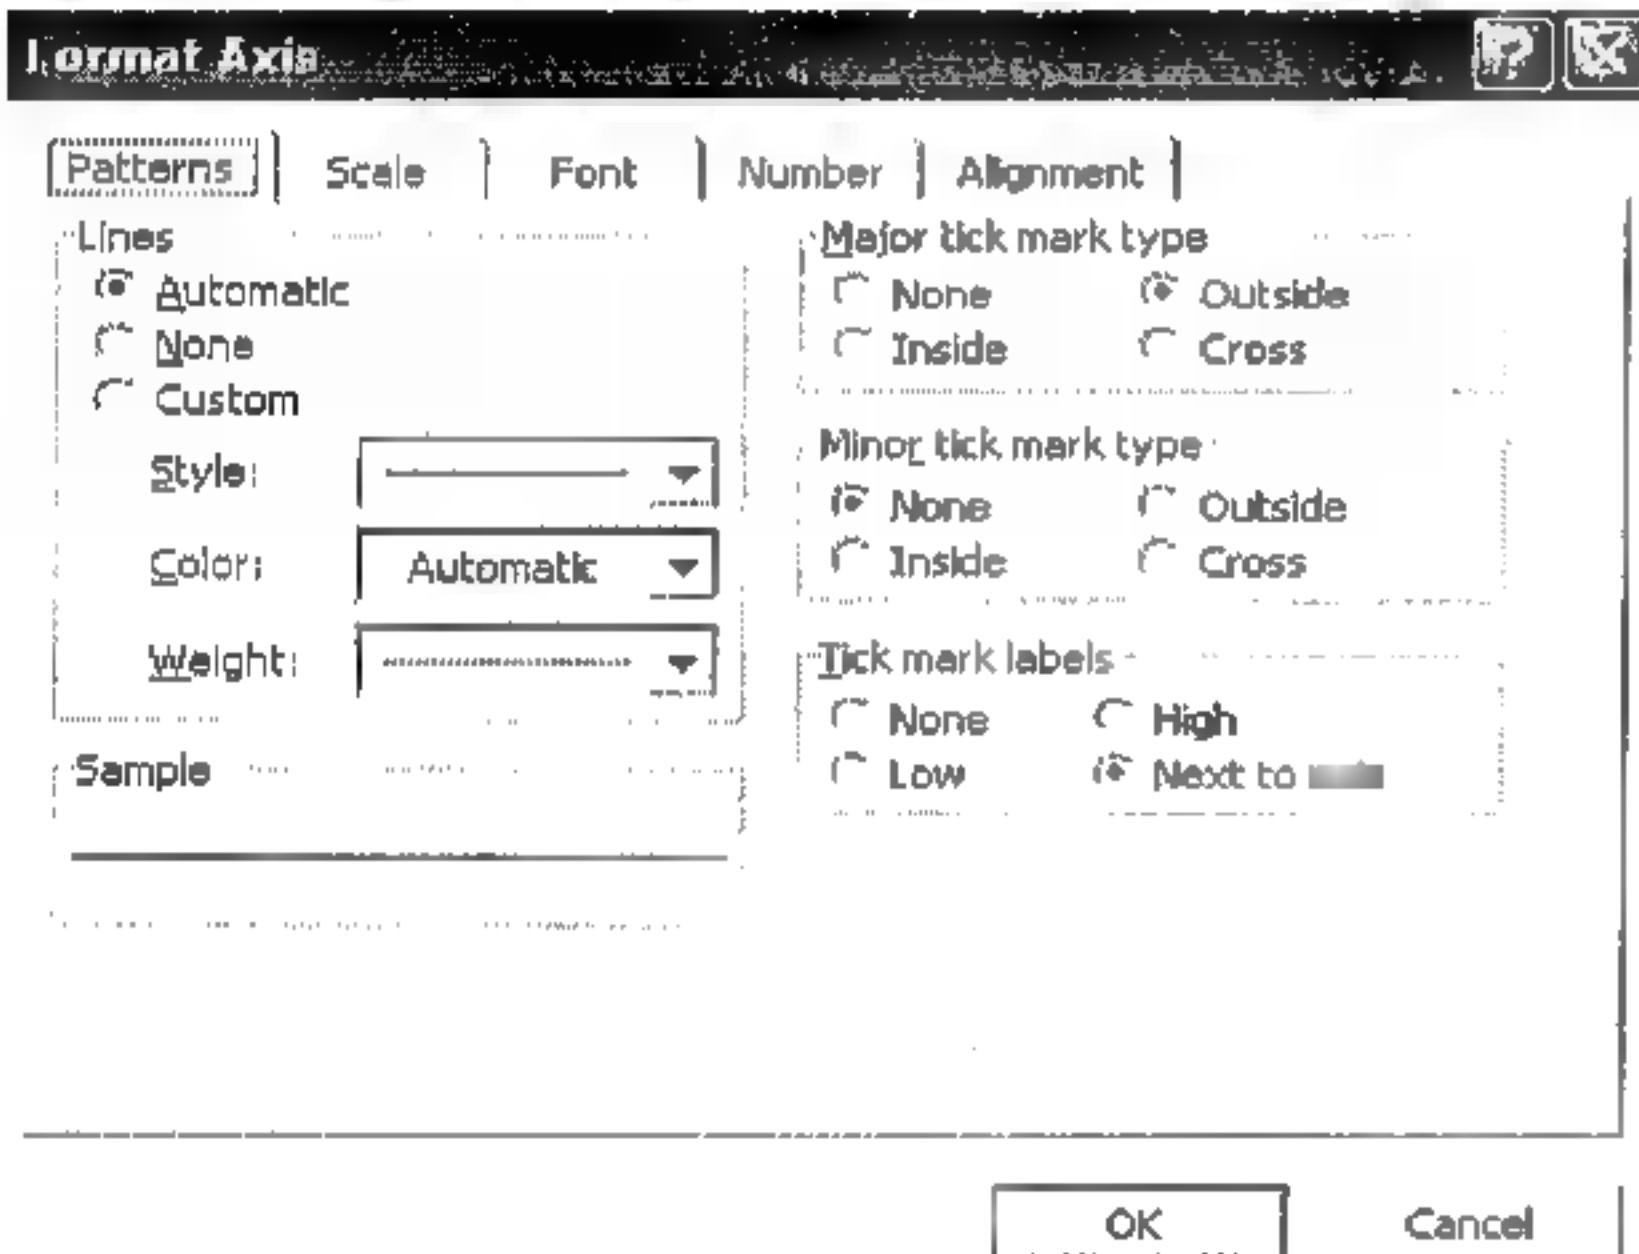 Format Axis
Patterns Scale Font Number Alignment
Lines
Automatic
None
Custom
Style:
Color: Automatic
Weight:
Sample
Major tick mark type
None Outside
Inside Cross
Minor tick mark type
None Outside
Inside Cross
Tick mark labels
None High
Low Next to
OK Cancel